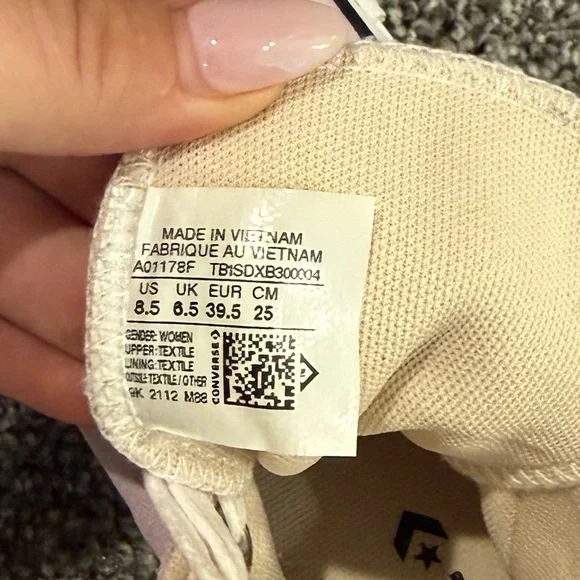 MADE IN VIETNAM
FABRIQUE AU VIETNAM
A01178F TB1SDXB300004
US UK EUR CM
8.5 6.5 39.5 25
GENDER: WOMEN
UPPER: TEXTILE
LINING: TEXTILE
OUTSOLE: TEXTILE / OTHER
9K 2112 M88
CONVERSE